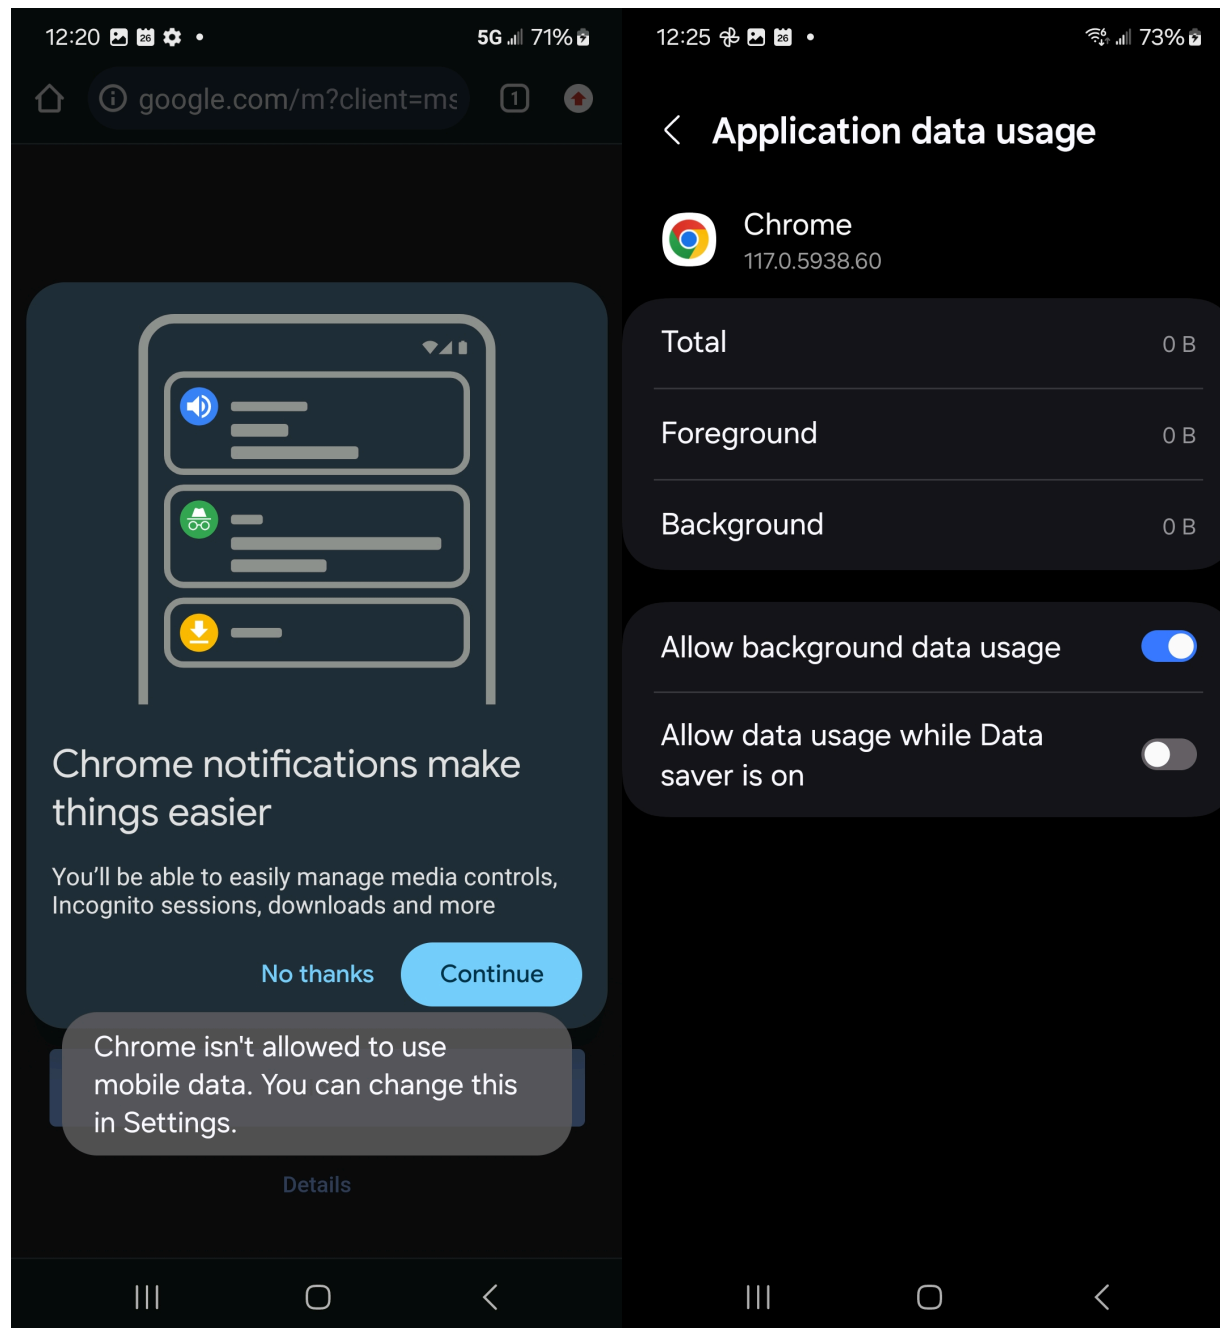 12:20
26
5G 71%
google.com/m?client=ms
1
Chrome notifications make
things easier
You'll be able to easily manage media controls,
Incognito sessions, downloads and more
No thanks
Continue
Chrome isn't allowed to use
mobile data. You can change this
in Settings.
Details
12:25
26
6
73%
Application data usage
Chrome
117.0.5938.60
Total
0 B
Foreground
0 B
Background
0 B
Allow background data usage
Allow data usage while Data
saver is on